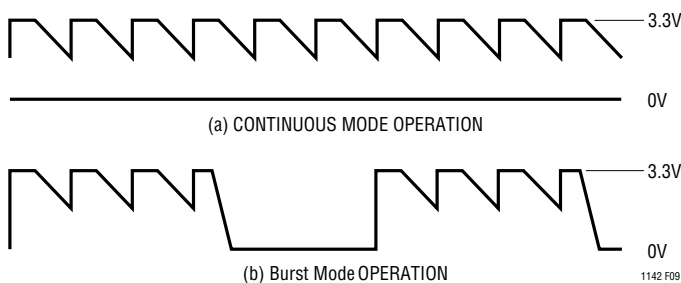 3.3V
0V
(a) CONTINUOUS MODE OPERATION
3.3V
0V
(b) Burst Mode OPERATION
1142 F09